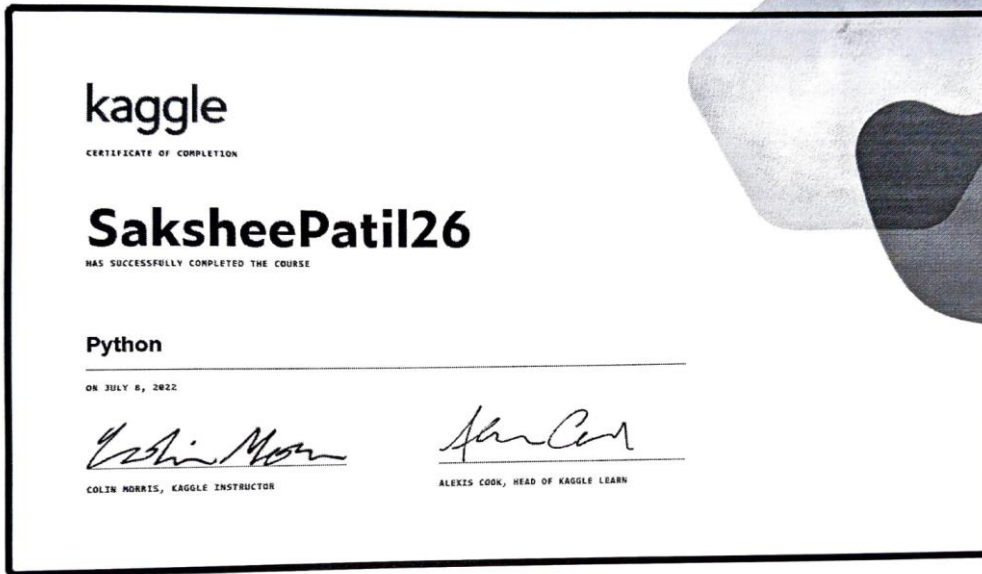 kaggle
CERTIFICATE OF COMPLETION
SaksheePatil26
HAS SUCCESSFULLY COMPLETED THE COURSE
Python
ON JULY 8, 2022
COLIN MORRIS, KAGGLE INSTRUCTOR
ALEXIS COOK, HEAD OF KAGGLE LEARN